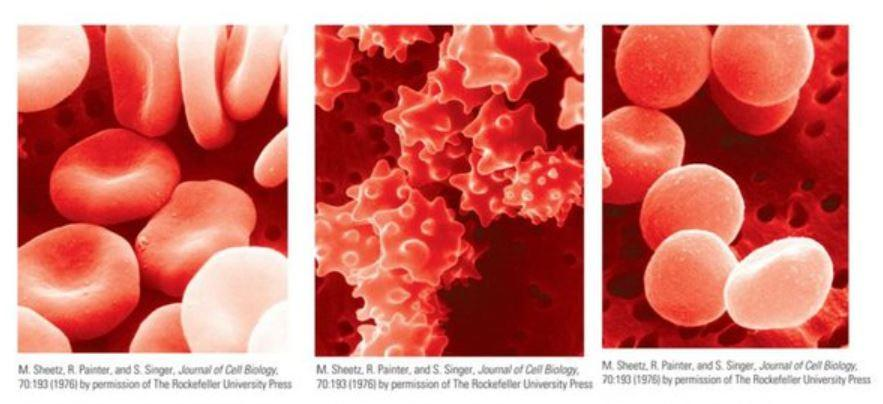 M. Sheetz, R. Painter, and S. Singer, Journal of Cell Biology,
70:193 (1976) by permission of The Rockefeller University Press
M. Sheetz, R. Painter, and S. Singer, Journal of Cell Biology,
70:193 (1976) by permission of The Rockefeller University Press
M. Sheetz, R. Painter, and S. Singer, Journal of Cell Biology,
70:193 (1976) by permission of The Rockefeller University Press